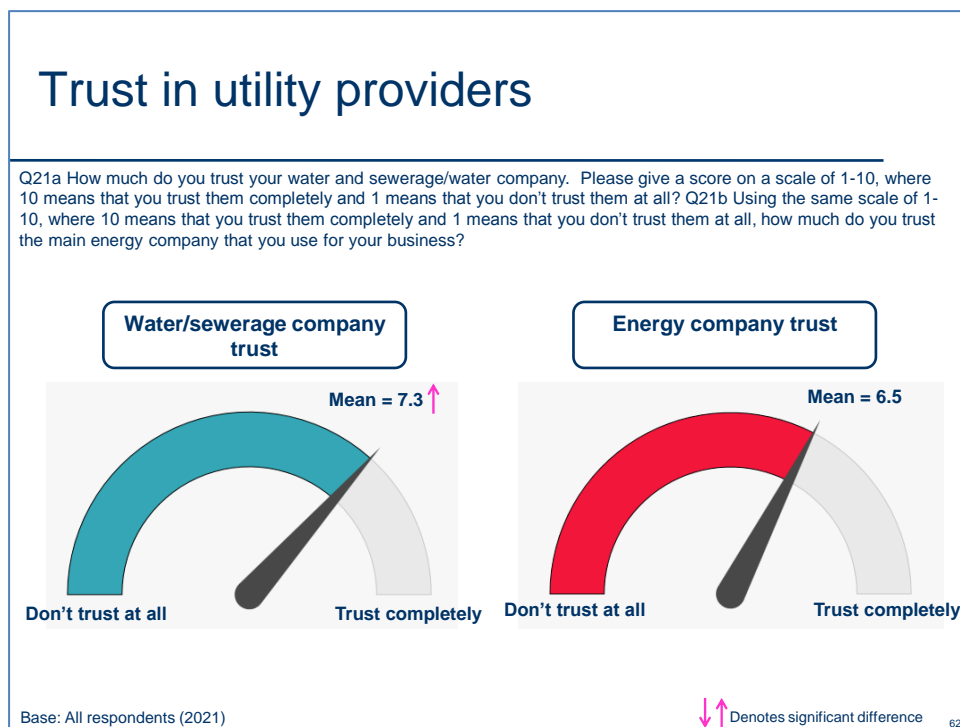 Trust in utility providers
Q21a How much do you trust your water and sewerage/water company.  Please give a score on a scale of 1-10, where
10 means that you trust them completely and 1 means that you don't trust them at all? Q21b Using the same scale of 1-
10, where 10 means that you trust them completely and 1 means that you don't trust them at all, how much do you trust
the main energy company that you use for your business?
Water/sewerage company
trust
Mean = 7.3
Don't trust at all
Trust completely
Energy company trust
Mean = 6.5
Don't trust at all
Trust completely
Base: All respondents (2021)
Denotes significant difference
62